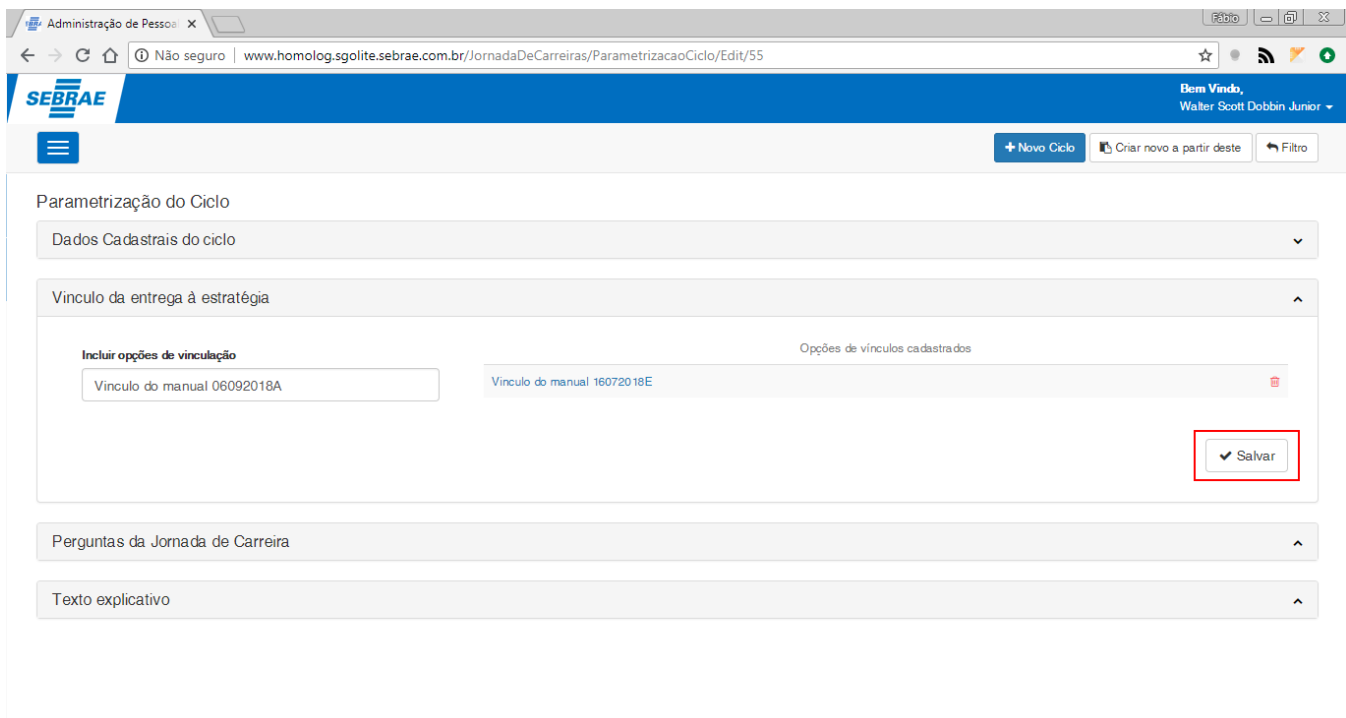 Administração de Pessoal
Fábio
Não seguro | www.homolog.sgolite.sebrae.com.br/JornadaDeCarreiras/ParametrizacaoCiclo/Edit/55
SEBRAE
Bem Vindo,
Walter Scott Dobbin Junior
Novo Ciclo
Criar novo a partir deste
Filtro
Parametrização do Ciclo
Dados Cadastrais do ciclo
Vinculo da entrega à estratégia
Incluir opções de vinculação
Opções de vínculos cadastrados
Vinculo do manual 06092018A
Vinculo do manual 16072018E
Salvar
Perguntas da Jornada de Carreira
Texto explicativo